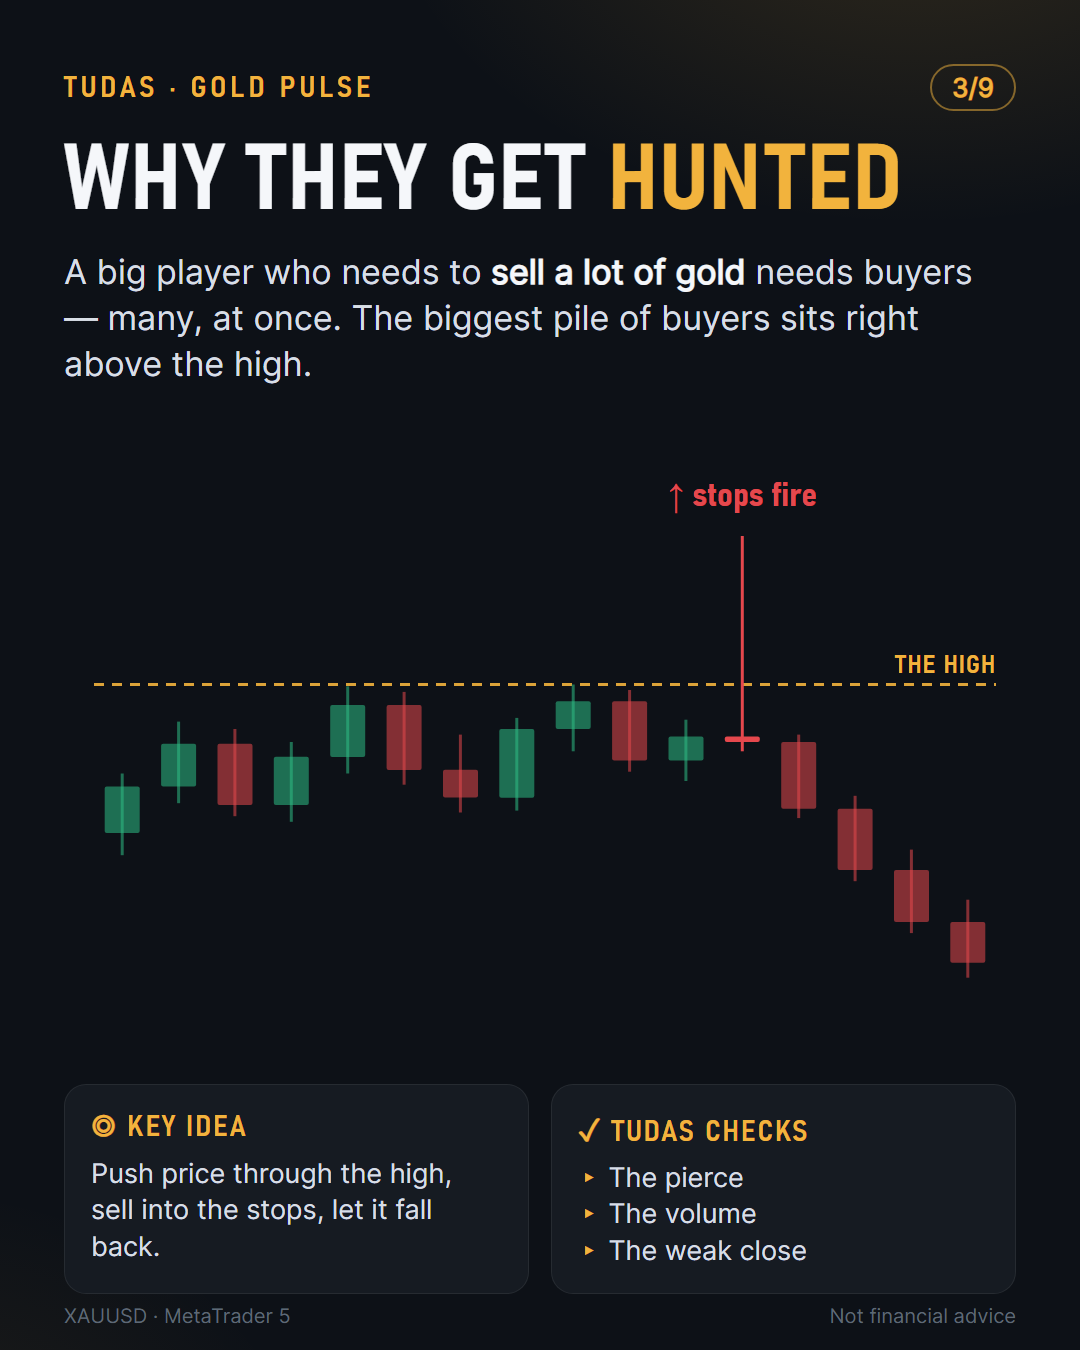 TUDAS · GOLD PULSE
3/9
WHY THEY GET HUNTED
A big player who needs to sell a lot of gold needs buyers
— many, at once. The biggest pile of buyers sits right
above the high.
↑ stops fire
THE HIGH
◎ KEY IDEA
Push price through the high,
sell into the stops, let it fall
back.
✓ TUDAS CHECKS
▸ The pierce
▸ The volume
▸ The weak close
XAUUSD · MetaTrader 5
Not financial advice